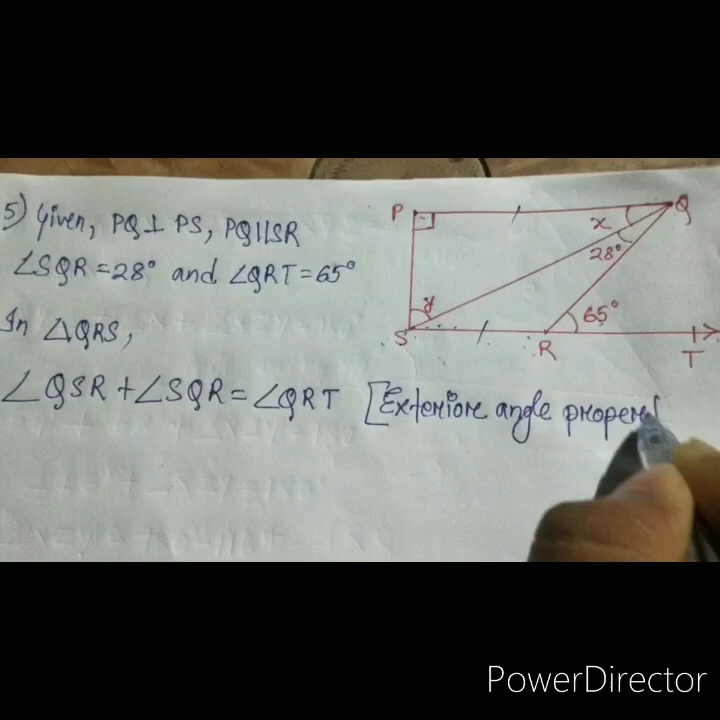 5) Given, PQ⊥ PS, PQ||SR
∠SQR = 28° and ∠QRT = 65°
In △QRS,
∠QSR + ∠SQR = ∠QRT [Exteriore angle proper
P
Q
x
28°
y
65°
S
R
T
PowerDirector